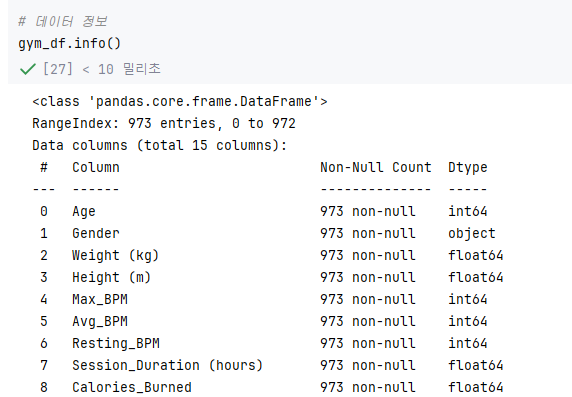 # 데이터 정보
gym_df.info()
[27] < 10 밀리초
<class 'pandas.core.frame.DataFrame'>
RangeIndex: 973 entries, 0 to 972
Data columns (total 15 columns):
 #   Column                         Non-Null Count  Dtype
---  ------                         --------------  -----
 0   Age                            973 non-null    int64
 1   Gender                         973 non-null    object
 2   Weight (kg)                    973 non-null    float64
 3   Height (m)                     973 non-null    float64
 4   Max_BPM                        973 non-null    int64
 5   Avg_BPM                        973 non-null    int64
 6   Resting_BPM                    973 non-null    int64
 7   Session_Duration (hours)       973 non-null    float64
 8   Calories_Burned                973 non-null    float64